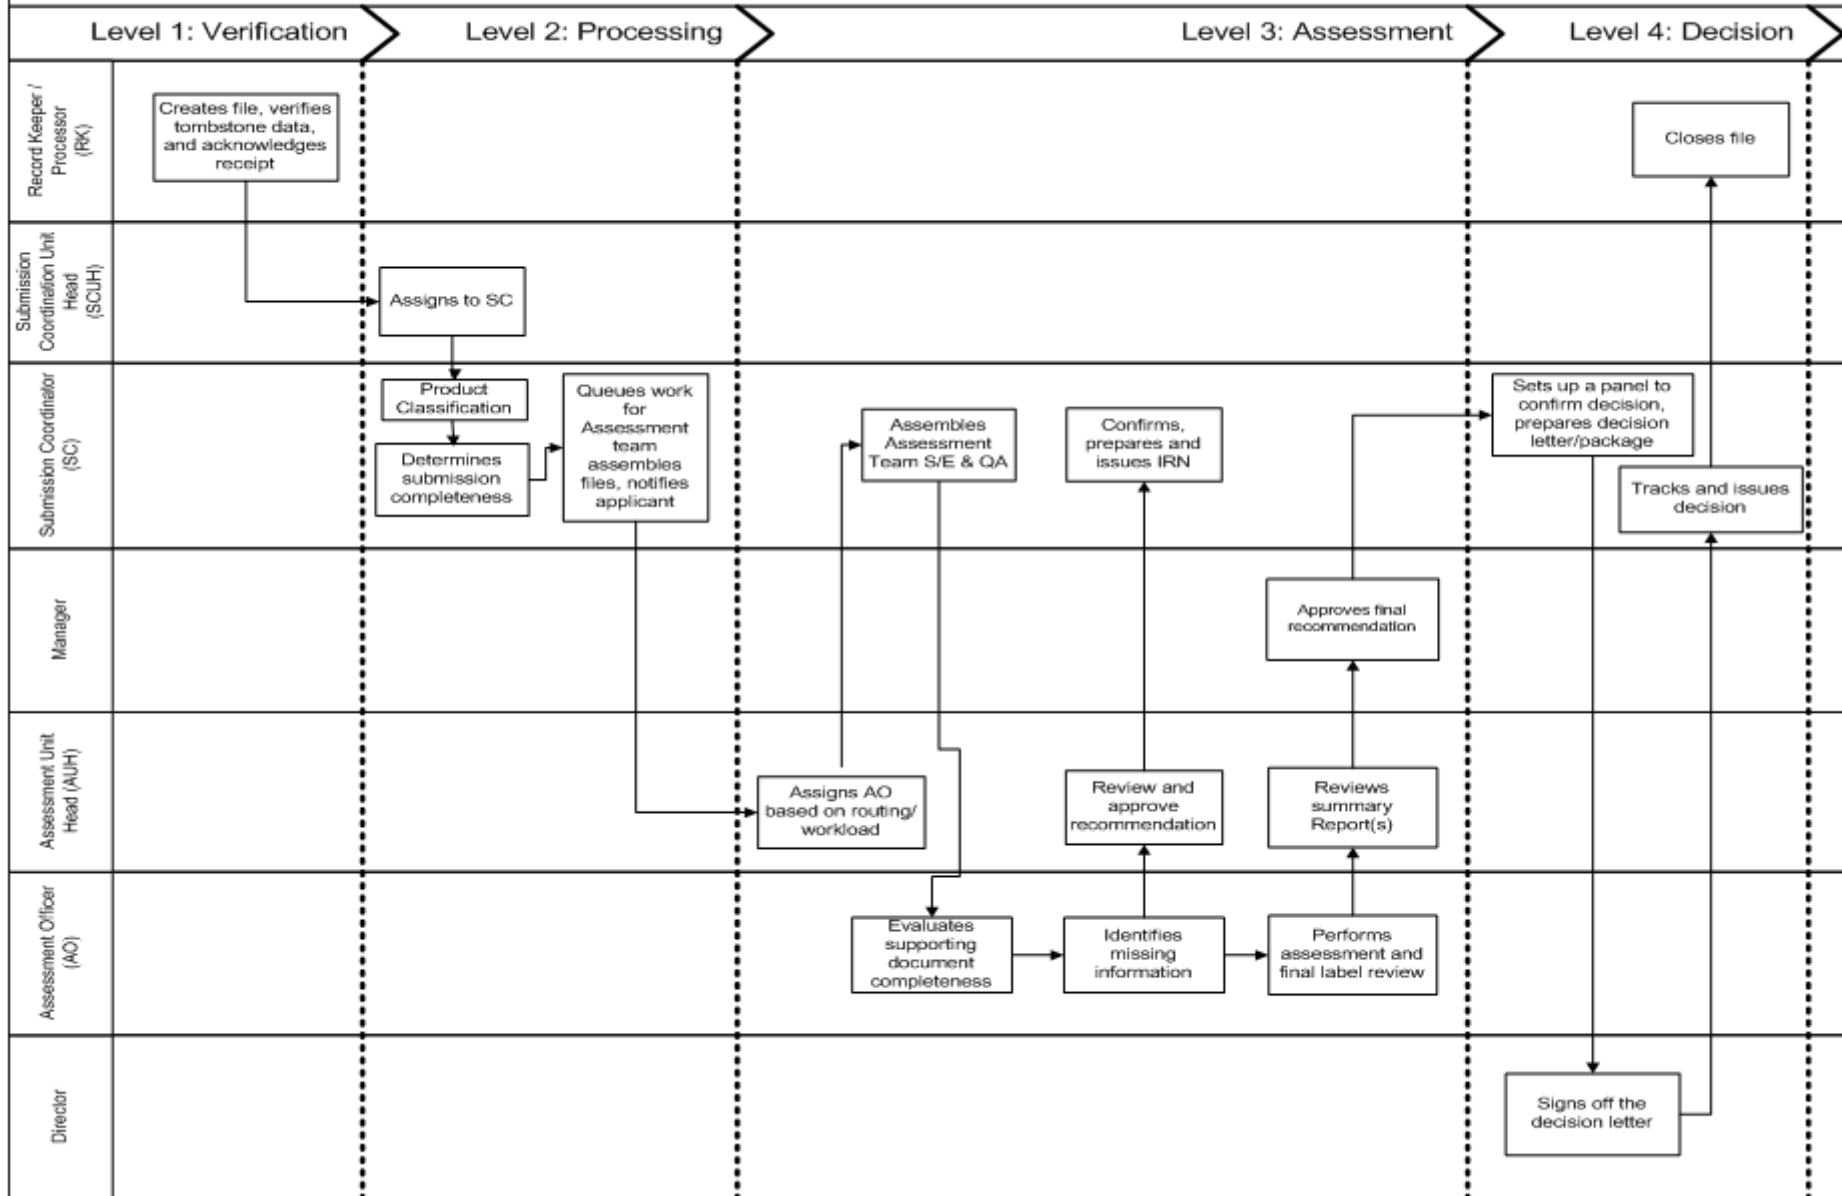 Level 1: Verification
Level 2: Processing
Level 3: Assessment
Level 4: Decision
Record Keeper /
Processor
(RK)
Creates file, verifies
tombstone data,
and acknowledges
receipt
Closes file
Submission
Coordination Unit
Head
(SCUH)
Assigns to SC
Submission Coordinator
(SC)
Product
Classification
Determines
submission
completeness
Queues work
for
Assessment
team
assembles
files, notifies
applicant
Assembles
Assessment
Team S/E & QA
Confirms,
prepares and
issues IRN
Sets up a panel to
confirm decision,
prepares decision
letter/package
Tracks and issues
decision
Manager
Approves final
recommendation
Assessment Unit
Head (AUH)
Assigns AO
based on routing/
workload
Review and
approve
recommendation
Reviews
summary
Report(s)
Assessment Officer
(AO)
Evaluates
supporting
document
completeness
Identifies
missing
information
Performs
assessment and
final label review
Director
Signs off the
decision letter